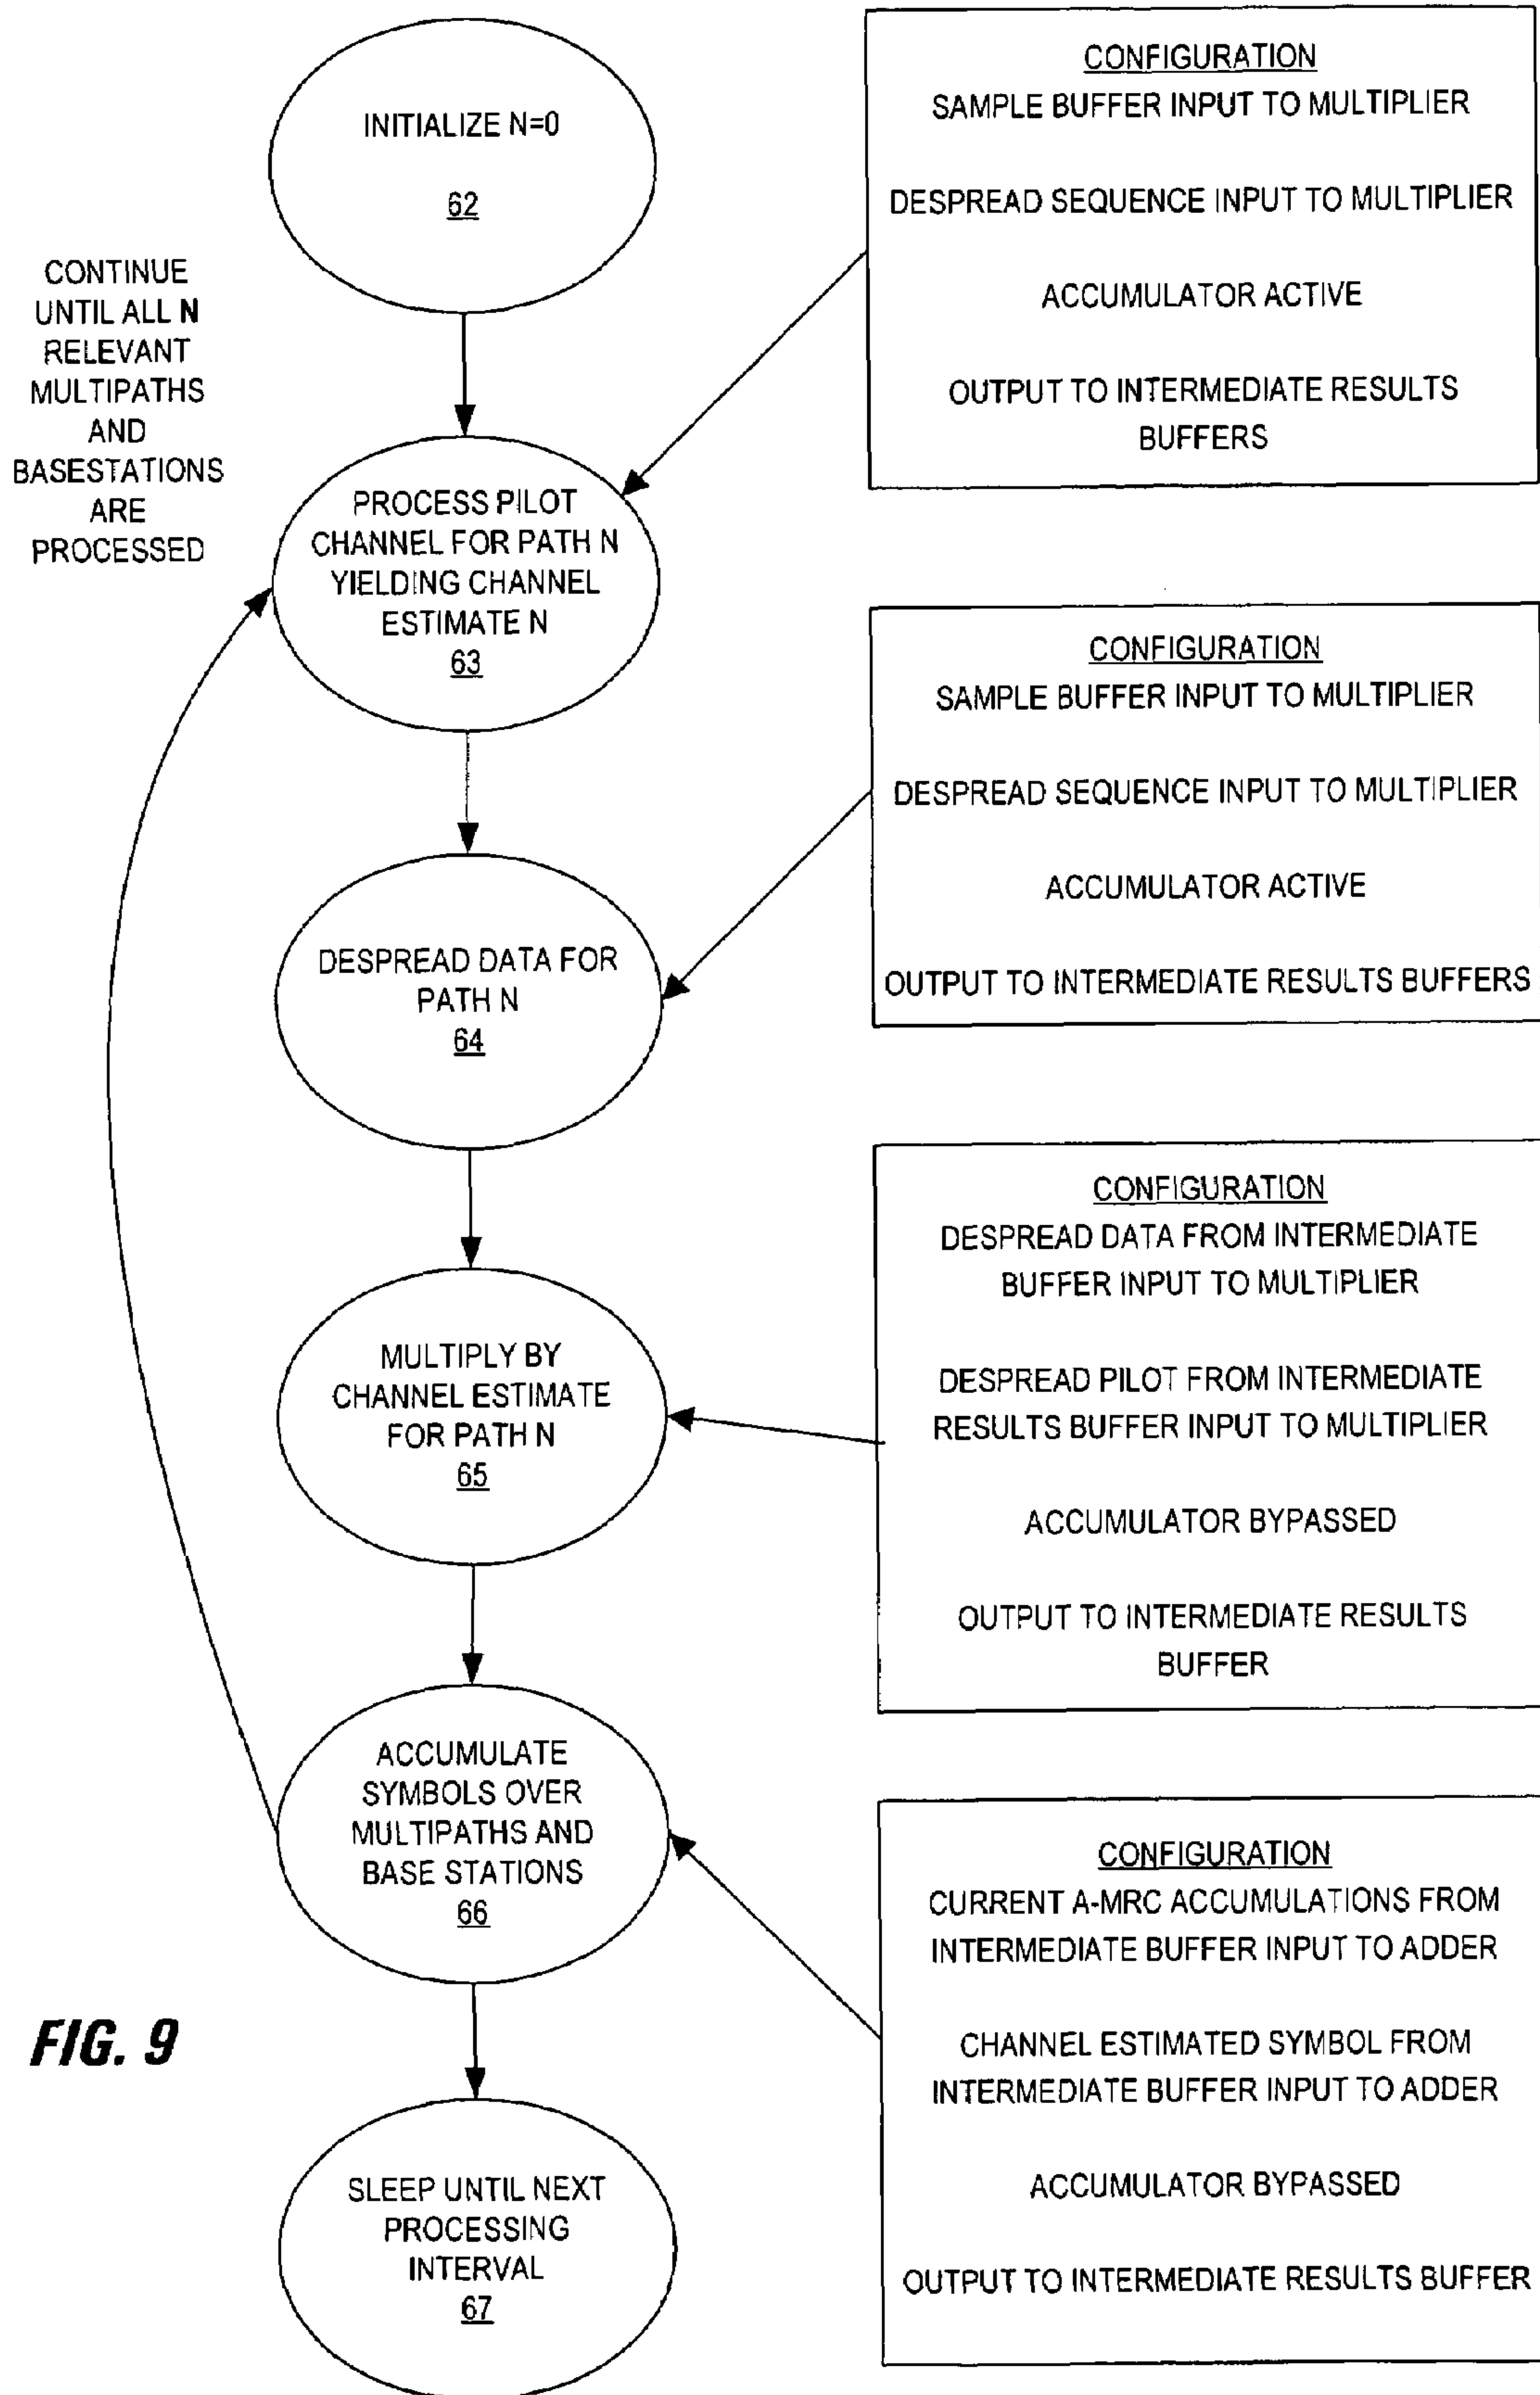 INITIALIZE N=0
62
CONTINUE
UNTIL ALL N
RELEVANT
MULTIPATHS
AND
BASESTATIONS
ARE
PROCESSED
PROCESS PILOT
CHANNEL FOR PATH N
YIELDING CHANNEL
ESTIMATE N
63
DESPREAD DATA FOR
PATH N
64
MULTIPLY BY
CHANNEL ESTIMATE
FOR PATH N
65
ACCUMULATE
SYMBOLS OVER
MULTIPATHS AND
BASE STATIONS
66
SLEEP UNTIL NEXT
PROCESSING
INTERVAL
67
CONFIGURATION
SAMPLE BUFFER INPUT TO MULTIPLIER
DESPREAD SEQUENCE INPUT TO MULTIPLIER
ACCUMULATOR ACTIVE
OUTPUT TO INTERMEDIATE RESULTS
BUFFERS
CONFIGURATION
SAMPLE BUFFER INPUT TO MULTIPLIER
DESPREAD SEQUENCE INPUT TO MULTIPLIER
ACCUMULATOR ACTIVE
OUTPUT TO INTERMEDIATE RESULTS BUFFERS
CONFIGURATION
DESPREAD DATA FROM INTERMEDIATE
BUFFER INPUT TO MULTIPLIER
DESPREAD PILOT FROM INTERMEDIATE
RESULTS BUFFER INPUT TO MULTIPLIER
ACCUMULATOR BYPASSED
OUTPUT TO INTERMEDIATE RESULTS
BUFFER
CONFIGURATION
CURRENT A-MRC ACCUMULATIONS FROM
INTERMEDIATE BUFFER INPUT TO ADDER
CHANNEL ESTIMATED SYMBOL FROM
INTERMEDIATE BUFFER INPUT TO ADDER
ACCUMULATOR BYPASSED
OUTPUT TO INTERMEDIATE RESULTS BUFFER
FIG. 9